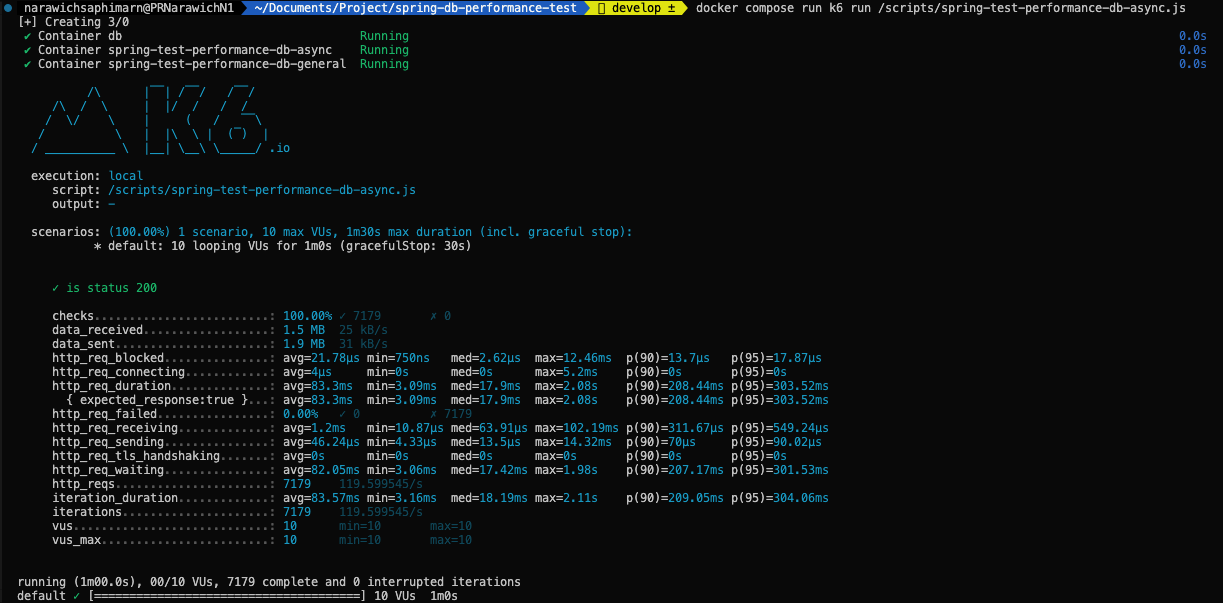 narawichsaphimarn@PRNarawichN1 ~/Documents/Project/spring-db-performance-test develop ± docker compose run k6 run /scripts/spring-test-performance-db-async.js
[+] Creating 3/0
✔ Container db Running 0.0s
✔ Container spring-test-performance-db-async Running 0.0s
✔ Container spring-test-performance-db-general Running 0.0s
/\ |‾‾| /‾‾/ /‾‾/
/\ / \ | |/ / / /
/ \/ \ | ( / ‾‾\
/ \ | |\ \ | (‾) |
/ __________ \ |__| \__\ \_____/ .io
execution: local
script: /scripts/spring-test-performance-db-async.js
output: -
scenarios: (100.00%) 1 scenario, 10 max VUs, 1m30s max duration (incl. graceful stop):
* default: 10 looping VUs for 1m0s (gracefulStop: 30s)
✓ is status 200
checks.........................: 100.00% ✓ 7179 ✗ 0
data_received..................: 1.5 MB 25 kB/s
data_sent......................: 1.9 MB 31 kB/s
http_req_blocked...............: avg=21.78µs min=750ns med=2.62µs max=12.46ms p(90)=13.7µs p(95)=17.87µs
http_req_connecting............: avg=4µs min=0s med=0s max=5.2ms p(90)=0s p(95)=0s
http_req_duration..............: avg=83.3ms min=3.09ms med=17.9ms max=2.08s p(90)=208.44ms p(95)=303.52ms
{ expected_response:true }...: avg=83.3ms min=3.09ms med=17.9ms max=2.08s p(90)=208.44ms p(95)=303.52ms
http_req_failed................: 0.00% ✓ 0 ✗ 7179
http_req_receiving.............: avg=1.2ms min=10.87µs med=63.91µs max=102.19ms p(90)=311.67µs p(95)=549.24µs
http_req_sending...............: avg=46.24µs min=4.33µs med=13.5µs max=14.32ms p(90)=70µs p(95)=90.02µs
http_req_tls_handshaking.......: avg=0s min=0s med=0s max=0s p(90)=0s p(95)=0s
http_req_waiting...............: avg=82.05ms min=3.06ms med=17.42ms max=1.98s p(90)=207.17ms p(95)=301.53ms
http_reqs......................: 7179 119.599545/s
iteration_duration.............: avg=83.57ms min=3.16ms med=18.19ms max=2.11s p(90)=209.05ms p(95)=304.06ms
iterations.....................: 7179 119.599545/s
vus............................: 10 min=10 max=10
vus_max........................: 10 min=10 max=10
running (1m00.0s), 00/10 VUs, 7179 complete and 0 interrupted iterations
default ✓ [======================================] 10 VUs 1m0s